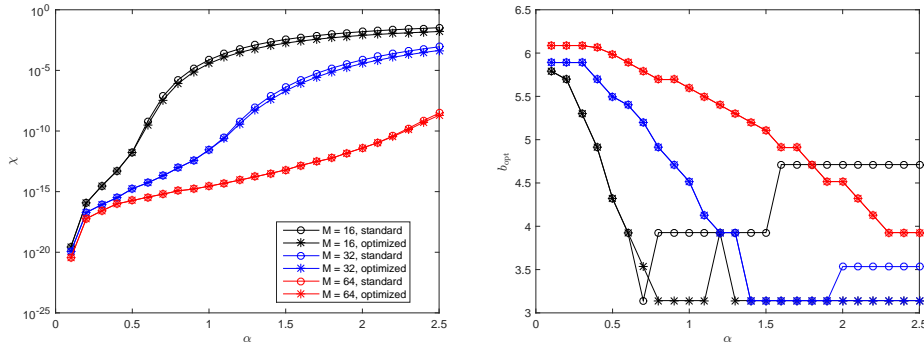 10^0
10^-5
10^-10
10^-15
10^-20
10^-25
χ
0 0.5 1 1.5 2 2.5
α
M = 16, standard
M = 16, optimized
M = 32, standard
M = 32, optimized
M = 64, standard
M = 64, optimized
6
5.5
5
4.5
4
3.5
3
b_opt
0 0.5 1 1.5 2 2.5
α